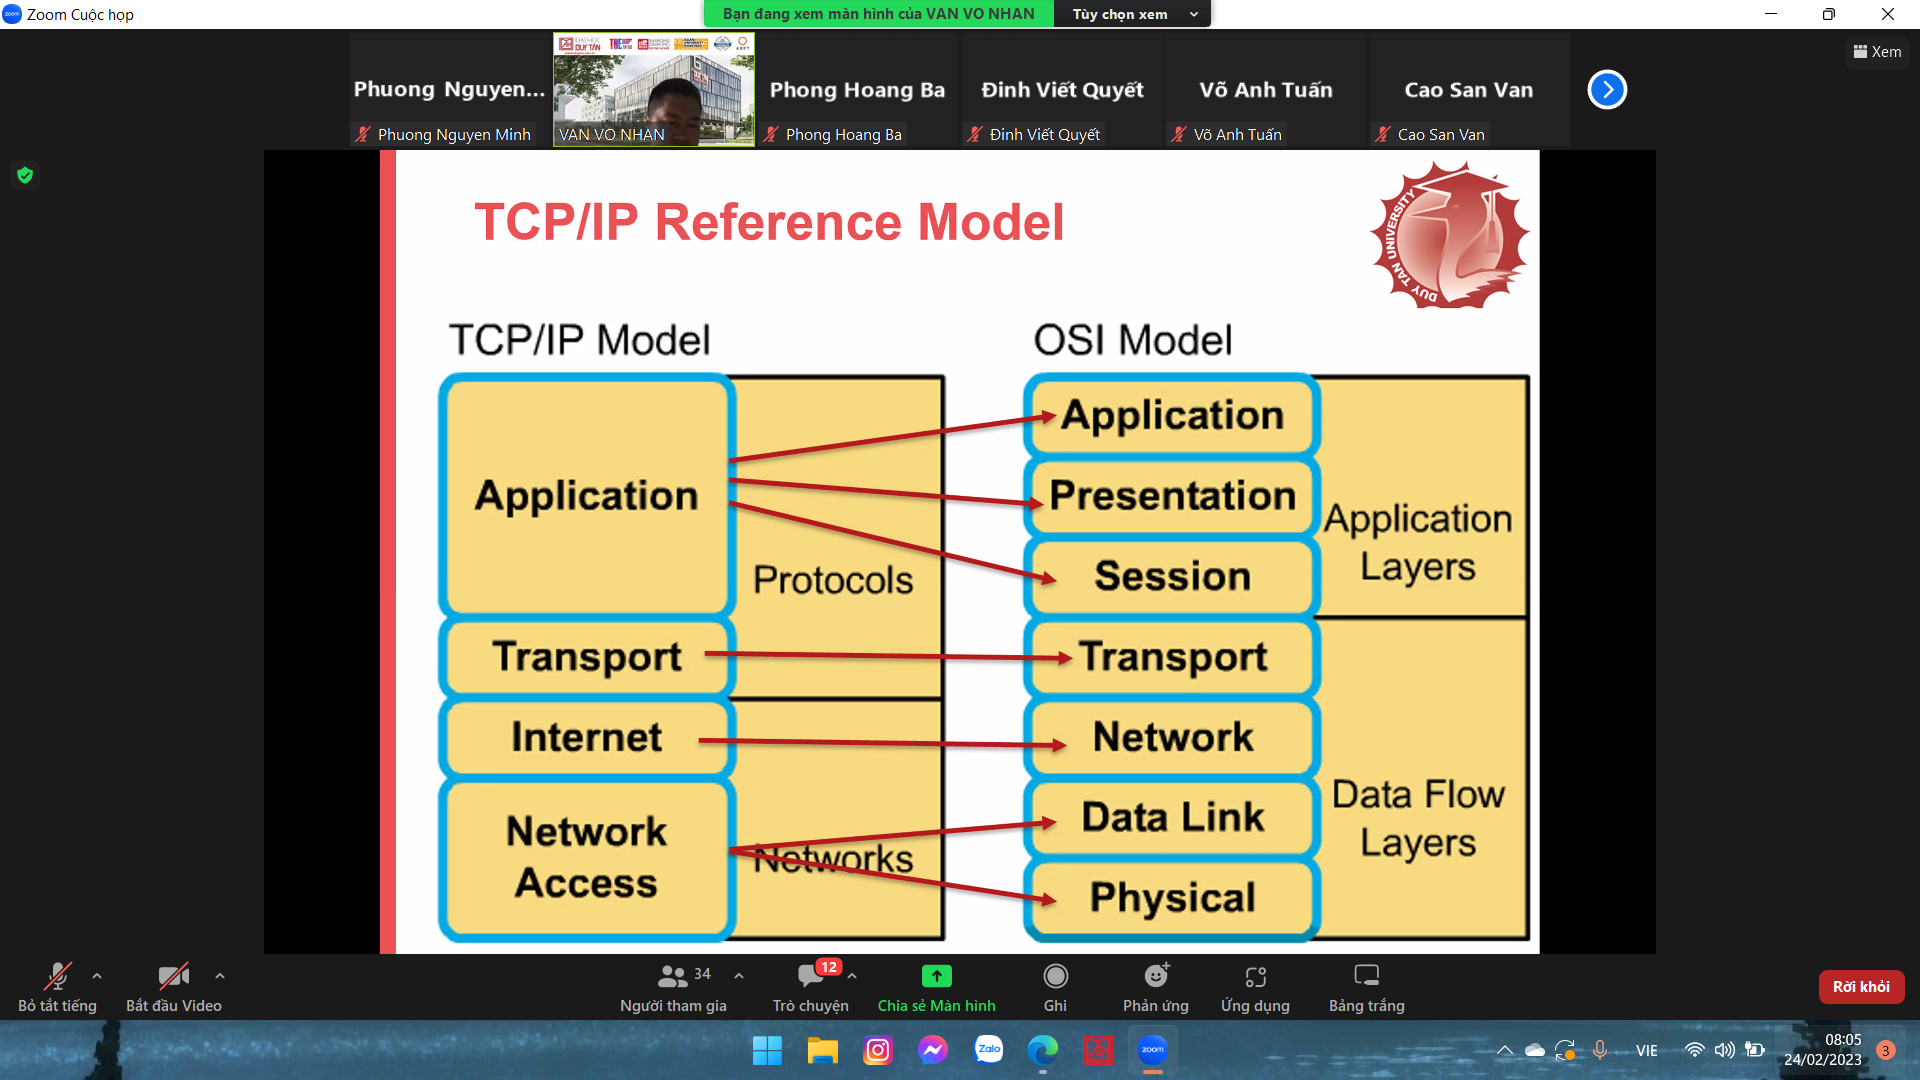 Zoom Cuộc họp
Bạn đang xem màn hình của VAN VO NHAN
Tùy chọn xem
Xem
Phuong Nguyen...
Phong Hoang Ba
Đinh Viết Quyết
Võ Anh Tuấn
Cao San Van
ĐẠI HỌC
DUY TÂN
Phuong Nguyen Minh
VAN VO NHAN
Phong Hoang Ba
Đinh Viết Quyết
Võ Anh Tuấn
Cao San Van
TCP/IP Reference Model
DUY TAN UNIVERSITY
TCP/IP Model
OSI Model
Application
Protocols
Transport
Internet
Network
Access
Networks
Application
Presentation
Session
Application
Layers
Transport
Network
Data Link
Physical
Data Flow
Layers
Bỏ tắt tiếng
Bắt đầu Video
34
Người tham gia
12
Trò chuyện
Chia sẻ Màn hình
Ghi
Phản ứng
Ứng dụng
Bảng trắng
Rời khỏi
Zalo
zoom
VIE
08:05
24/02/2023
3